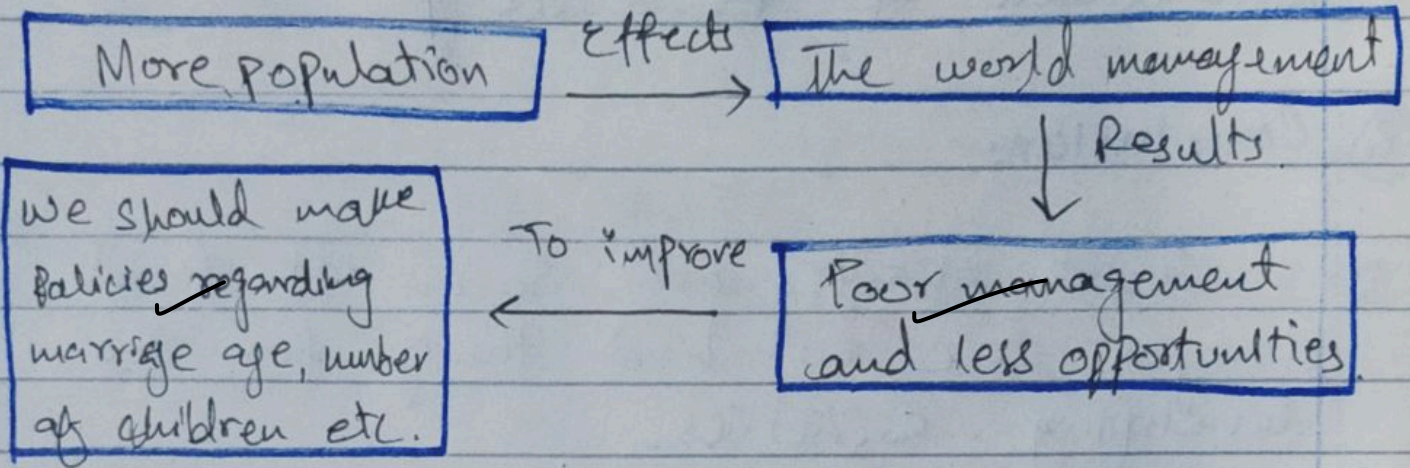 More population
Effects
The world management
Results.
Poor management
and less opportunities.
To improve
We should make
Policies regarding
marriage age, number
of children etc.